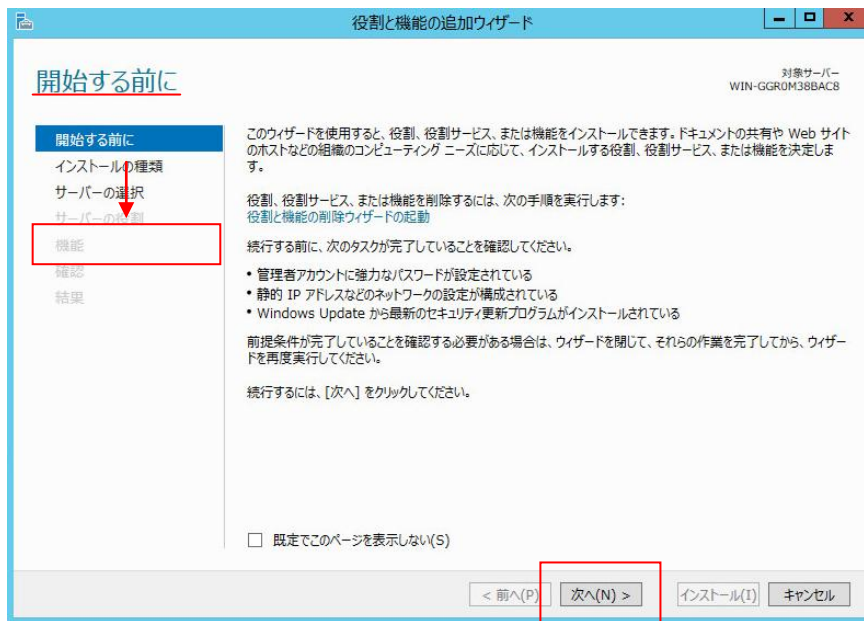 役割と機能の追加ウィザード
開始する前に
対象サーバー
WIN-GGR0M38BAC8
開始する前に
インストールの種類
サーバーの選択
サーバーの役割
機能
確認
結果
このウィザードを使用すると、役割、役割サービス、または機能をインストールできます。ドキュメントの共有や Web サイト
のホストなどの組織のコンピューティング ニーズに応じて、インストールする役割、役割サービス、または機能を決定しま
す。
役割、役割サービス、または機能を削除するには、次の手順を実行します:
役割と機能の削除ウィザードの起動
続行する前に、次のタスクが完了していることを確認してください。
• 管理者アカウントに強力なパスワードが設定されている
• 静的 IP アドレスなどのネットワークの設定が構成されている
• Windows Update から最新のセキュリティ更新プログラムがインストールされている
前提条件が完了していることを確認する必要がある場合は、ウィザードを閉じて、それらの作業を完了してから、ウィザー
ドを再度実行してください。
続行するには、[次へ] をクリックしてください。
既定でこのページを表示しない(S)
< 前へ(P)
次へ(N) >
インストール(I)
キャンセル